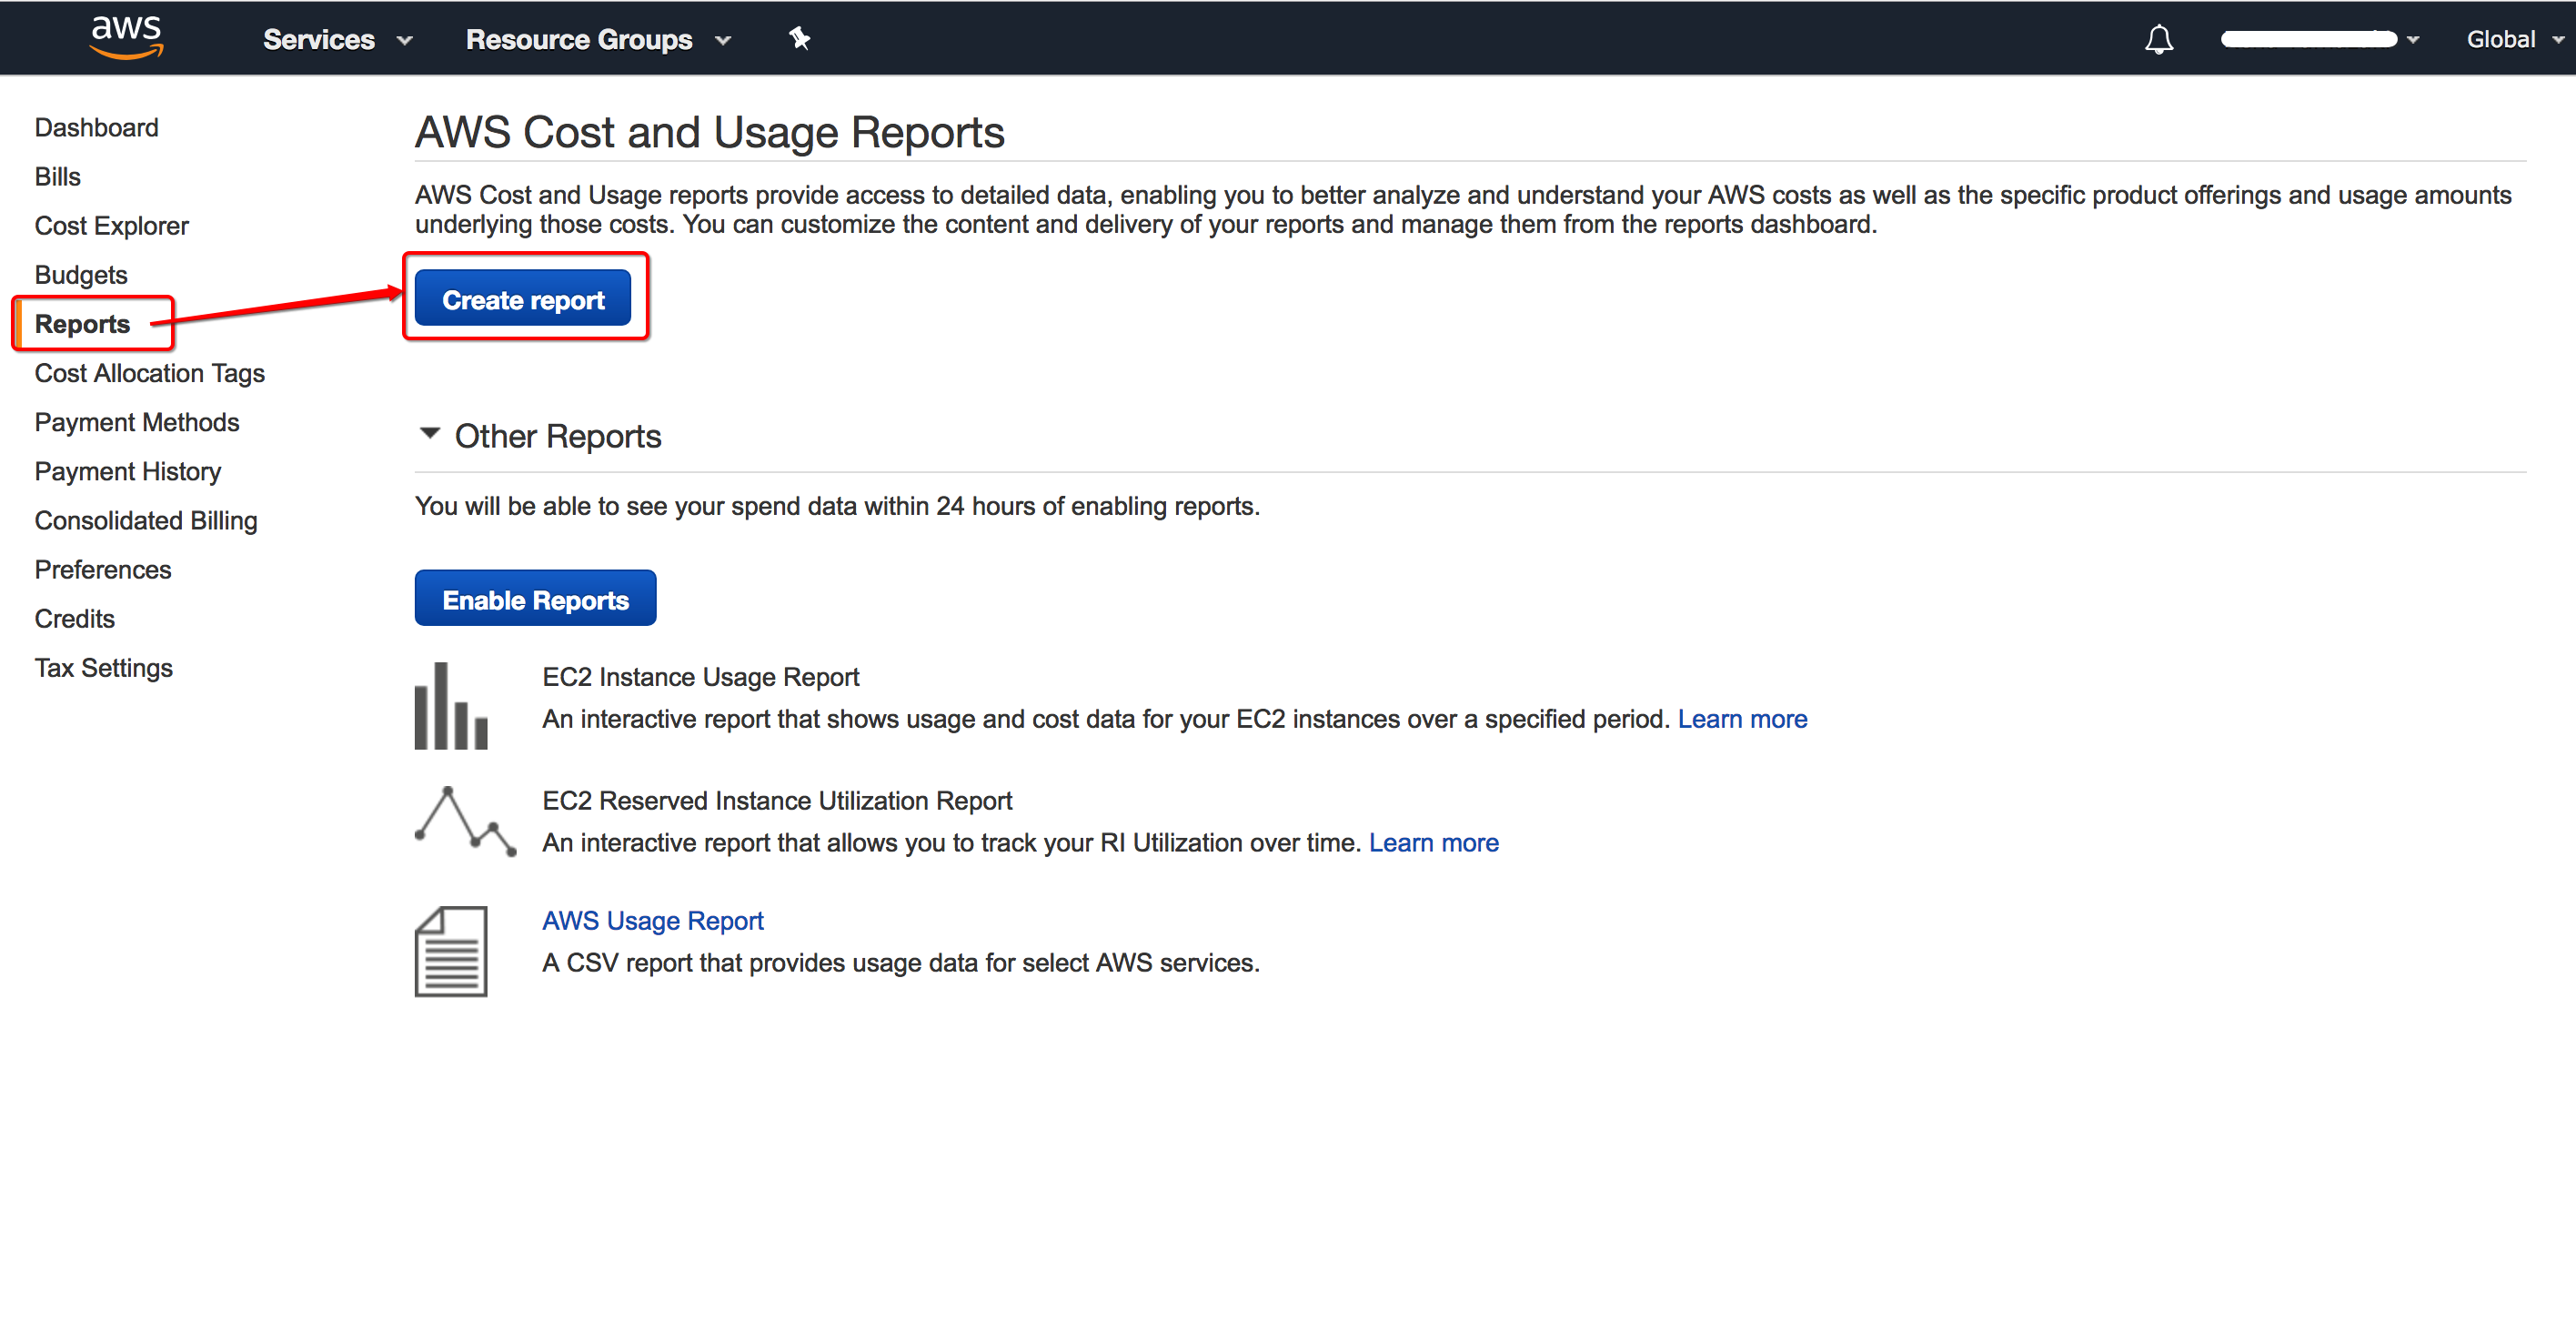 aws
Services
Resource Groups
Global
Dashboard
Bills
Cost Explorer
Budgets
Reports
Cost Allocation Tags
Payment Methods
Payment History
Consolidated Billing
Preferences
Credits
Tax Settings
AWS Cost and Usage Reports
AWS Cost and Usage reports provide access to detailed data, enabling you to better analyze and understand your AWS costs as well as the specific product offerings and usage amounts
underlying those costs. You can customize the content and delivery of your reports and manage them from the reports dashboard.
Create report
Other Reports
You will be able to see your spend data within 24 hours of enabling reports.
Enable Reports
EC2 Instance Usage Report
An interactive report that shows usage and cost data for your EC2 instances over a specified period. Learn more
EC2 Reserved Instance Utilization Report
An interactive report that allows you to track your RI Utilization over time. Learn more
AWS Usage Report
A CSV report that provides usage data for select AWS services.